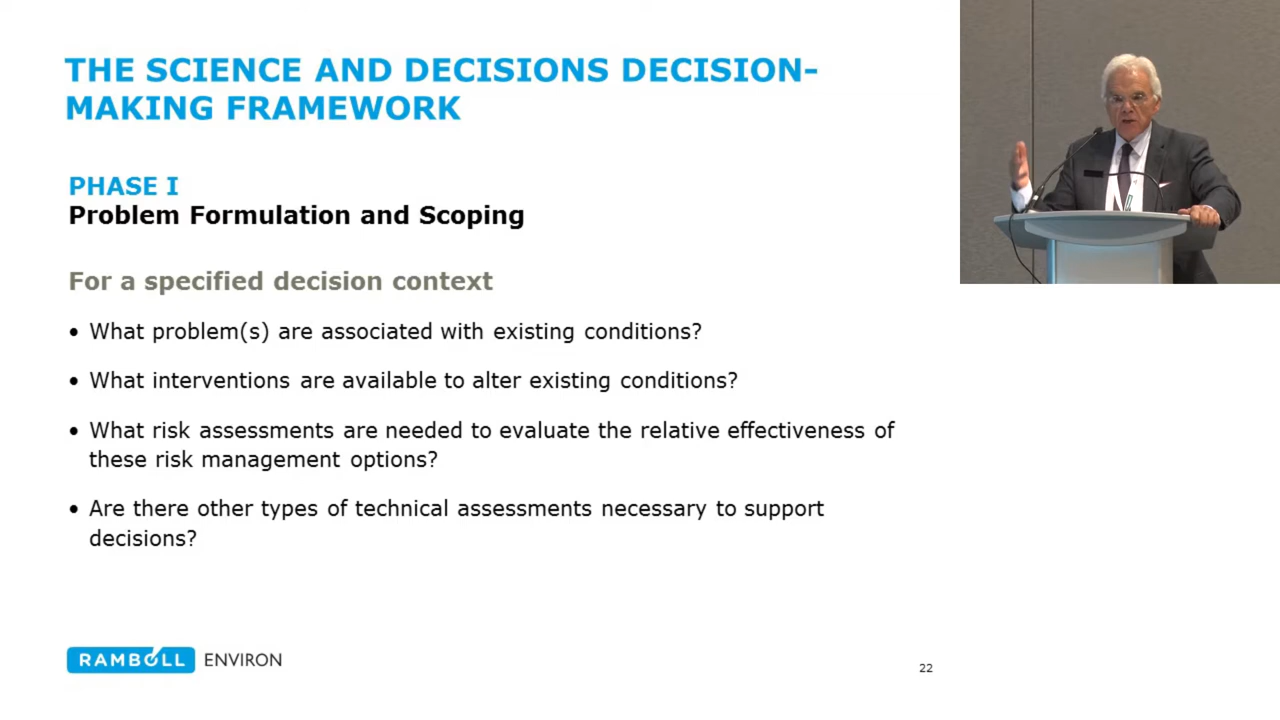 THE SCIENCE AND DECISIONS DECISION-
MAKING FRAMEWORK
PHASE I
Problem Formulation and Scoping
For a specified decision context
• What problem(s) are associated with existing conditions?
• What interventions are available to alter existing conditions?
• What risk assessments are needed to evaluate the relative effectiveness of
these risk management options?
• Are there other types of technical assessments necessary to support
decisions?
RAMBOLL ENVIRON
22